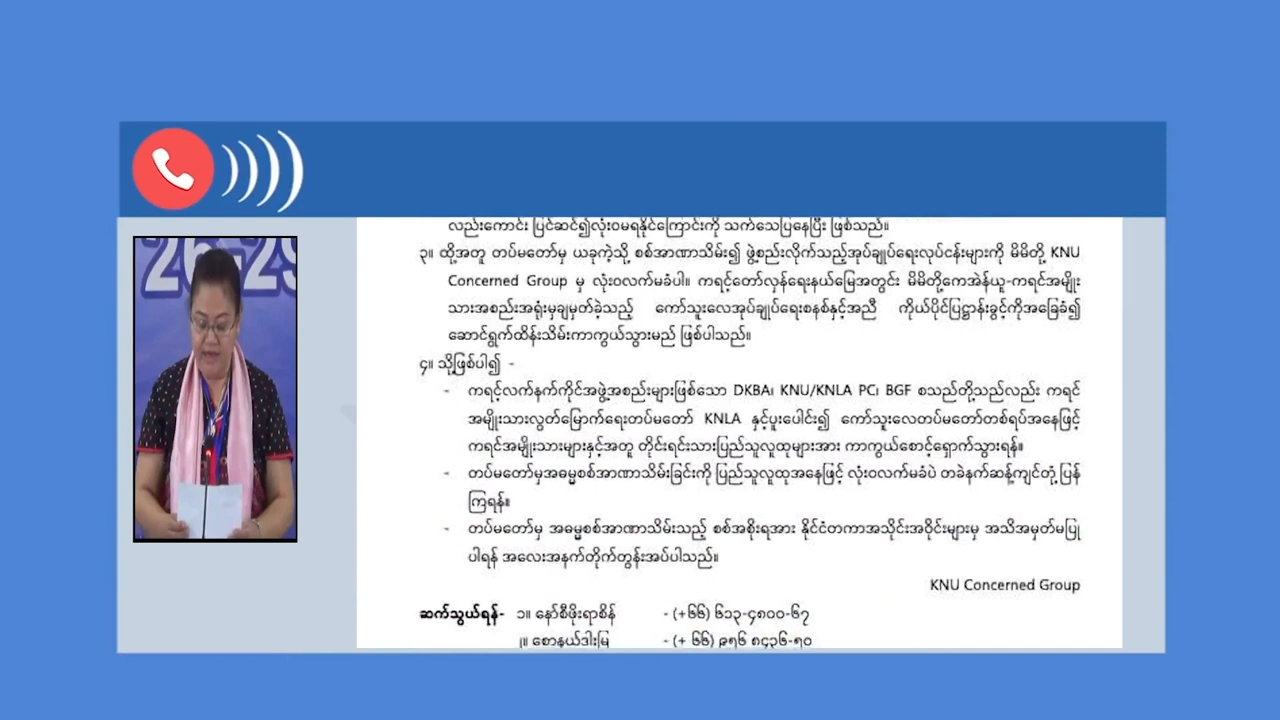 26-29
လည်းကောင်း ပြင်ဆင်၍လုံးဝမရနိုင်ကြောင်းကို သက်သေပြနေပြီး ဖြစ်သည်။
၃။ ထို့အတူ တပ်မတော်မှ ယခုကဲ့သို့ စစ်အာဏာသိမ်း၍ ဖွဲ့စည်းလိုက်သည့်အုပ်ချုပ်ရေးလုပ်ငန်းများကို မိမိတို့ KNU
Concerned Group မှ လုံးဝလက်မခံပါ။ ကရင့်တော်လှန်ရေးနယ်မြေအတွင်း မိမိတို့ကေအဲန်ယူ-ကရင်အမျိုး
သားအစည်းအရုံးမှချမှတ်ခဲ့သည့် ကော်သူးလေအုပ်ချုပ်ရေးစနစ်နှင့်အညီ ကိုယ်ပိုင်ပြဋ္ဌာန်းခွင့်ကိုအခြေခံ၍
ဆောင်ရွက်ထိန်းသိမ်းကာကွယ်သွားမည် ဖြစ်ပါသည်။
၄။ သို့ဖြစ်ပါ၍ -
- ကရင့်လက်နက်ကိုင်အဖွဲ့အစည်းများဖြစ်သော DKBA၊ KNU/KNLA PC၊ BGF စသည်တို့သည်လည်း ကရင်
အမျိုးသားလွတ်မြောက်ရေးတပ်မတော် KNLA နှင့်ပူးပေါင်း၍ ကော်သူးလေတပ်မတော်တစ်ရပ်အနေဖြင့်
ကရင်အမျိုးသားများနှင့်အတူ တိုင်းရင်းသားပြည်သူလူထုများအား ကာကွယ်စောင့်ရှောက်သွားရန်။
- တပ်မတော်မှအဓမ္မစစ်အာဏာသိမ်းခြင်းကို ပြည်သူလူထုအနေဖြင့် လုံးဝလက်မခံပဲ တခဲနက်ဆန့်ကျင်တုံ့ပြန်
ကြရန်။
- တပ်မတော်မှ အဓမ္မစစ်အာဏာသိမ်းသည့် စစ်အစိုးရအား နိုင်ငံတကာအသိုင်းအဝိုင်းများမှ အသိအမှတ်မပြု
ပါရန် အလေးအနက်တိုက်တွန်းအပ်ပါသည်။
KNU Concerned Group
ဆက်သွယ်ရန်- ၁။ နော်စီဖိုးရာစိန် - (+၆၆) ၆၁၃-၄၈၀၀-၆၇
၂။ စောနယ်ဒါးမြ - (+ ၆၆) ၉၅၆ ၈၄၃၆-၅၀